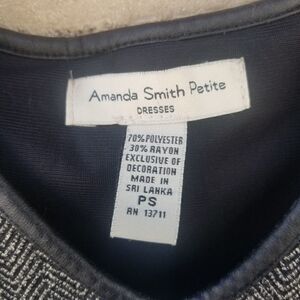 Amanda Smith Petite
DRESSES
70% POLYESTER
30% RAYON
EXCLUSIVE OF
DECORATION
MADE IN
SRI LANKA
PS
RN 13711